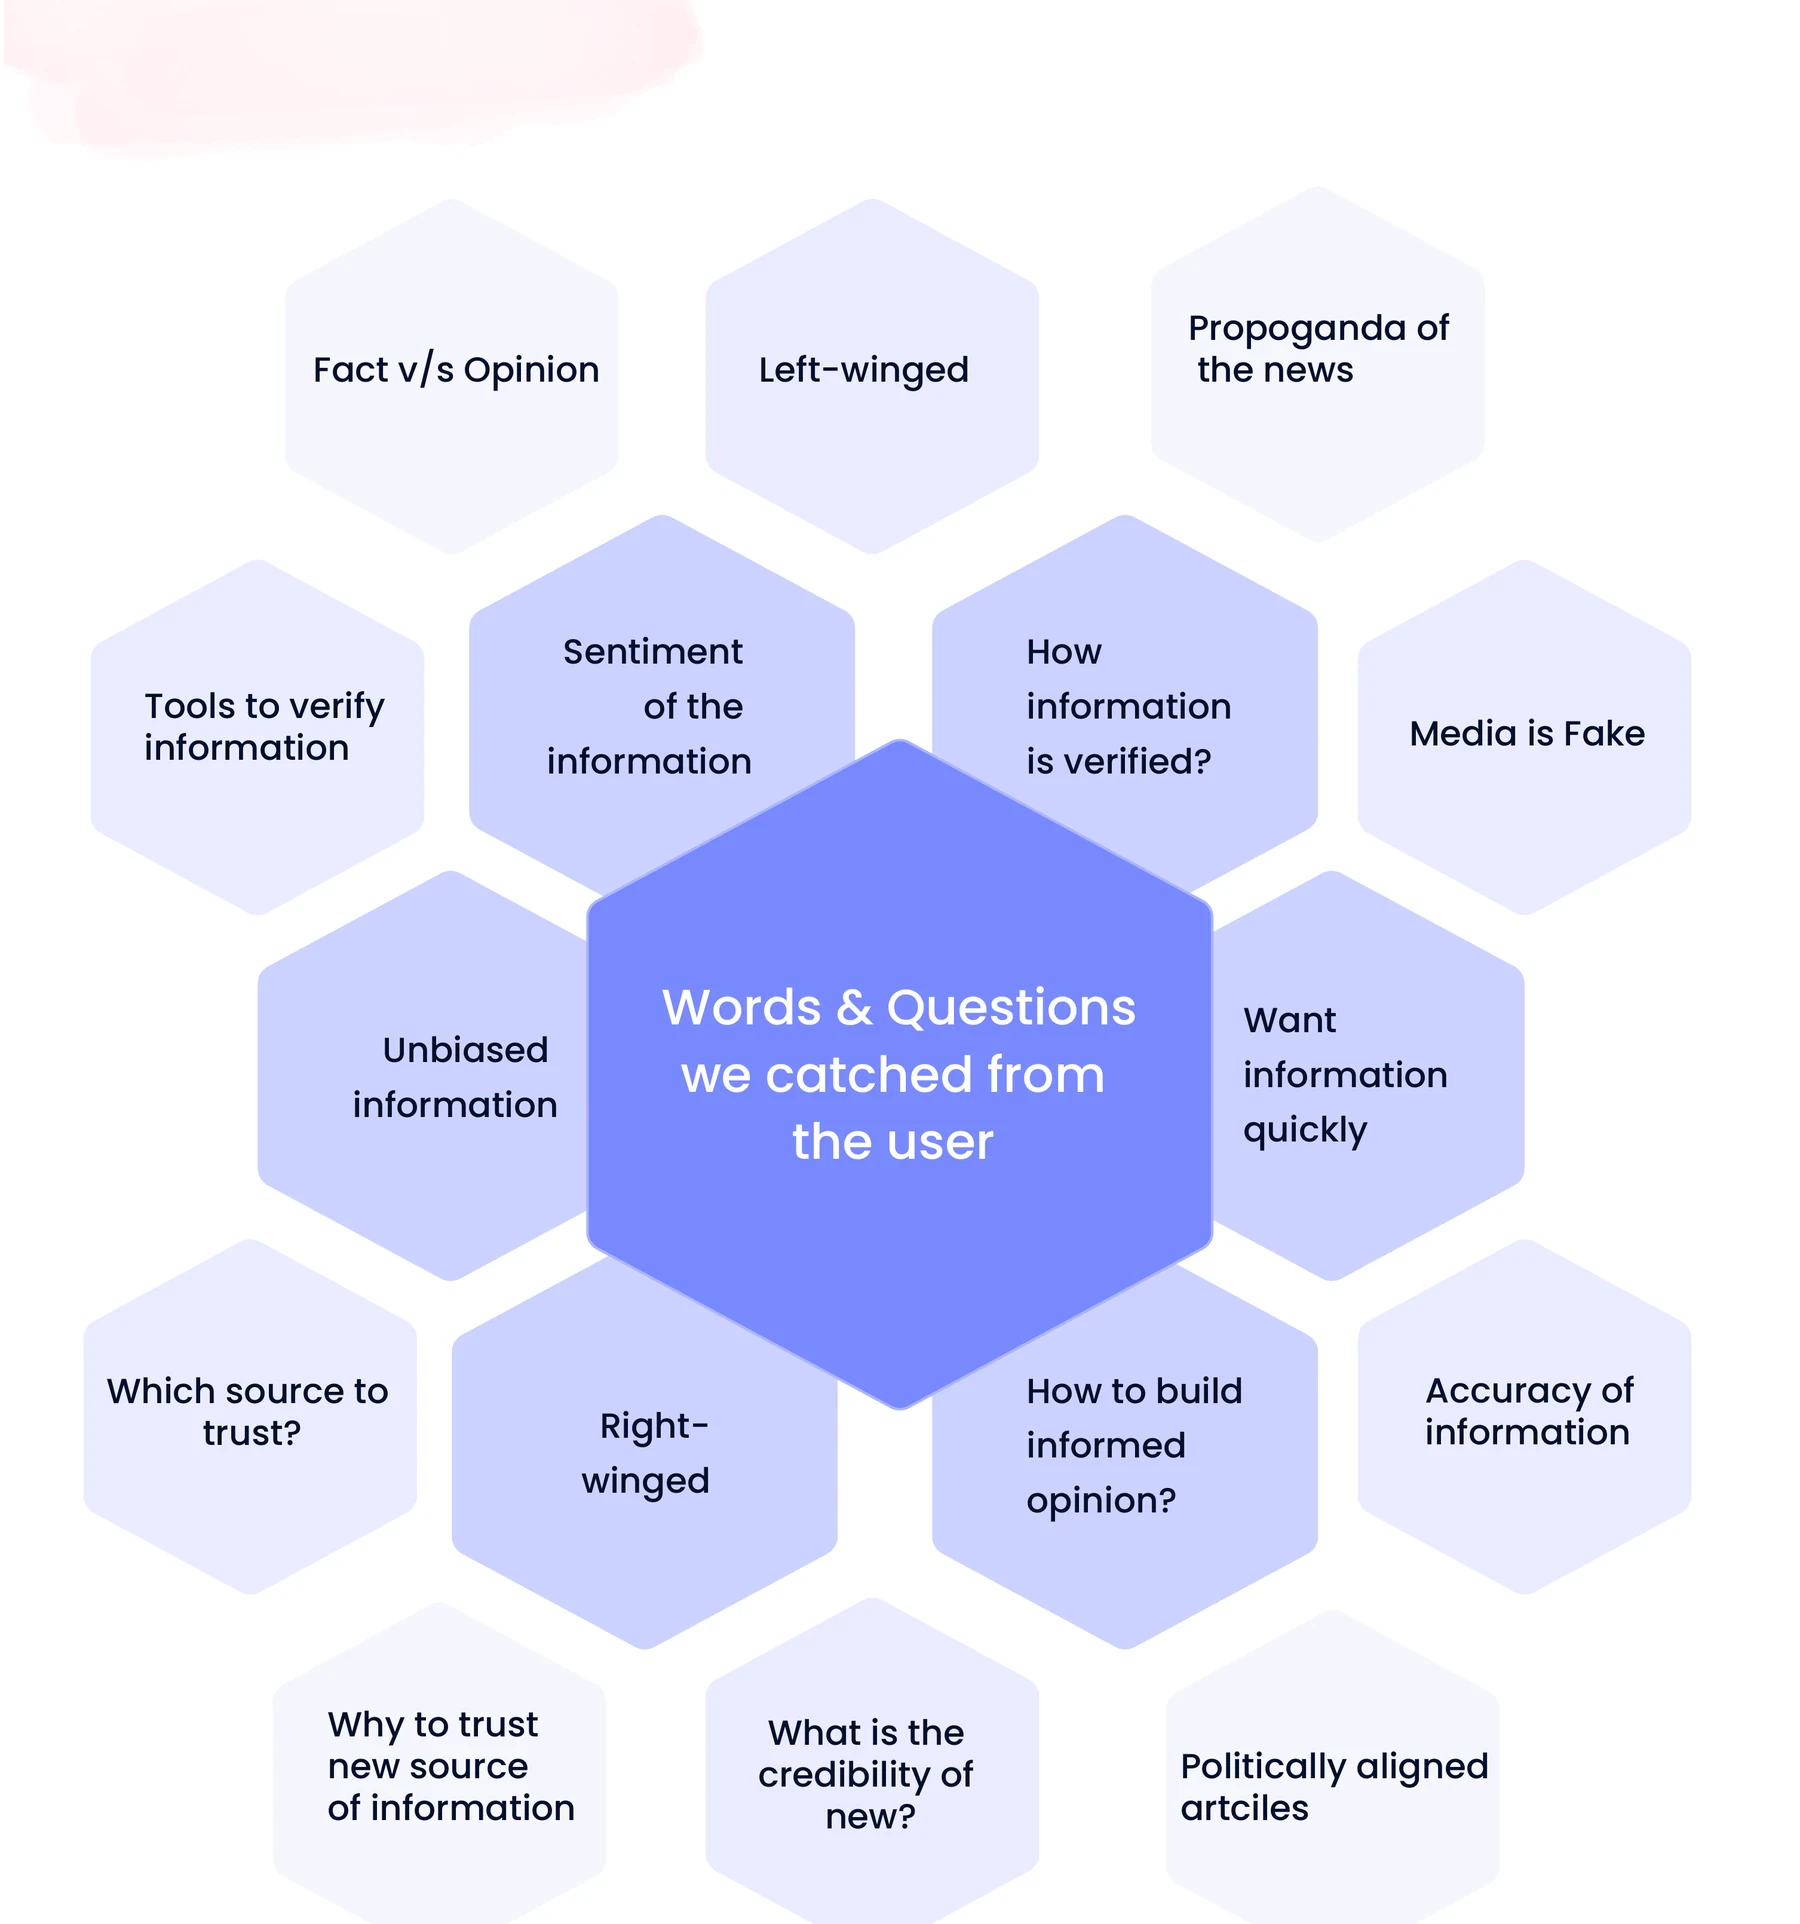 Fact v/s Opinion
Left-winged
Propoganda of
the news
Tools to verify
information
Sentiment
of the
information
How
information
is verified?
Media is Fake
Unbiased
information
Words & Questions
we catched from
the user
Want
information
quickly
Which source to
trust?
Right-
winged
How to build
informed
opinion?
Accuracy of
information
Why to trust
new source
of information
What is the
credibility of
new?
Politically aligned
artciles